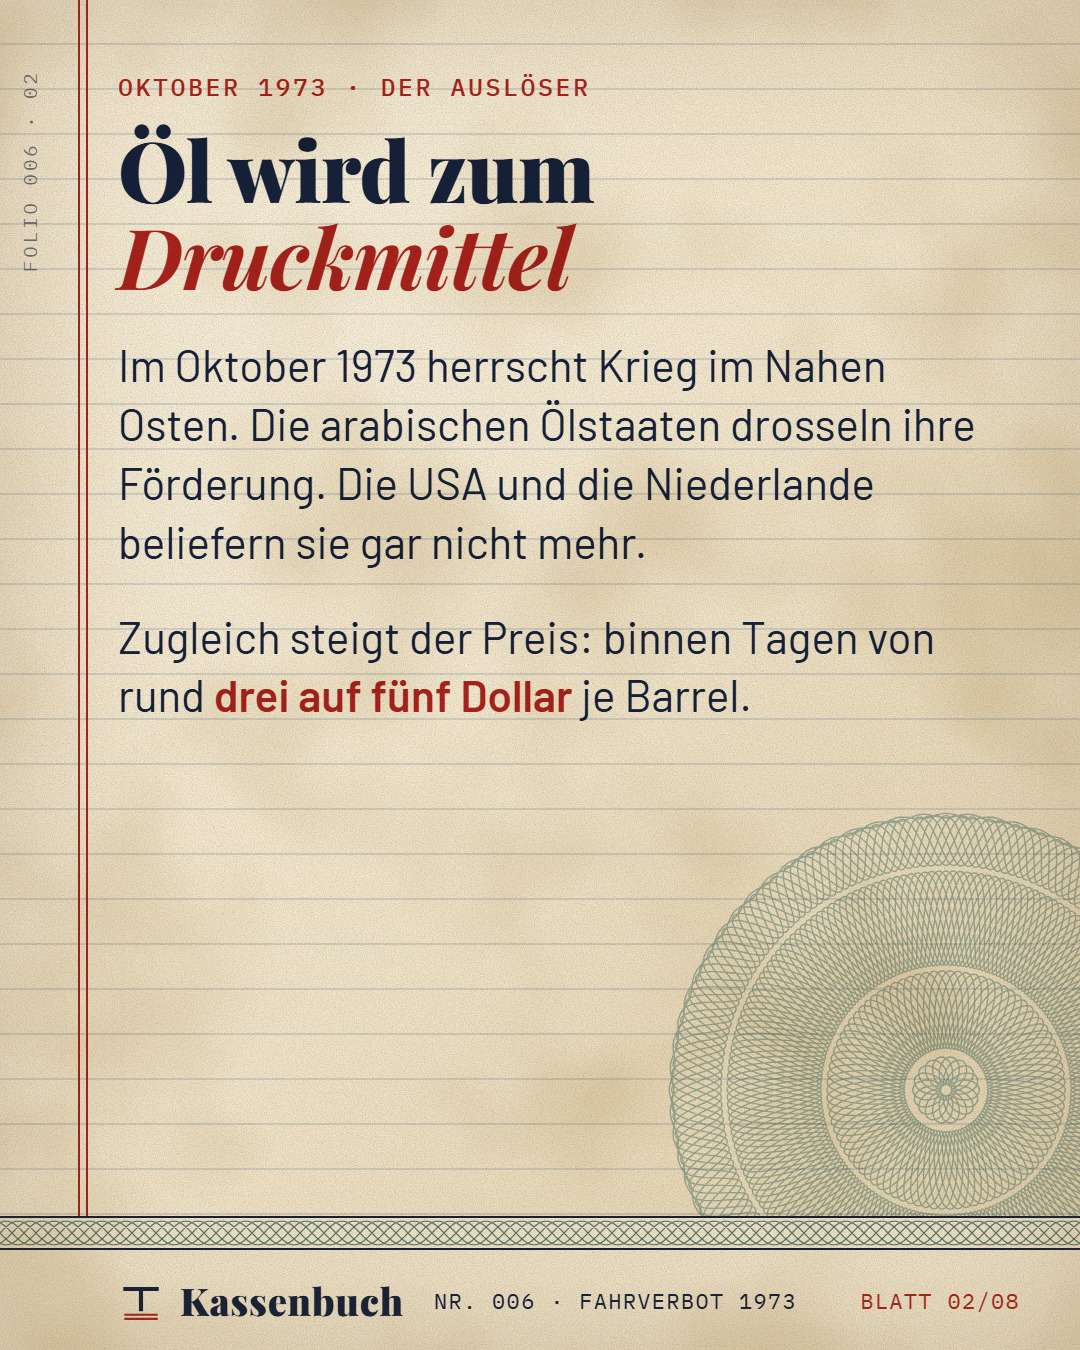 FOLIO 006 · 02
OKTOBER 1973 · DER AUSLÖSER
Öl wird zum
Druckmittel
Im Oktober 1973 herrscht Krieg im Nahen
Osten. Die arabischen Ölstaaten drosseln ihre
Förderung. Die USA und die Niederlande
beliefern sie gar nicht mehr.
Zugleich steigt der Preis: binnen Tagen von
rund drei auf fünf Dollar je Barrel.
Kassenbuch NR. 006 · FAHRVERBOT 1973 BLATT 02/08